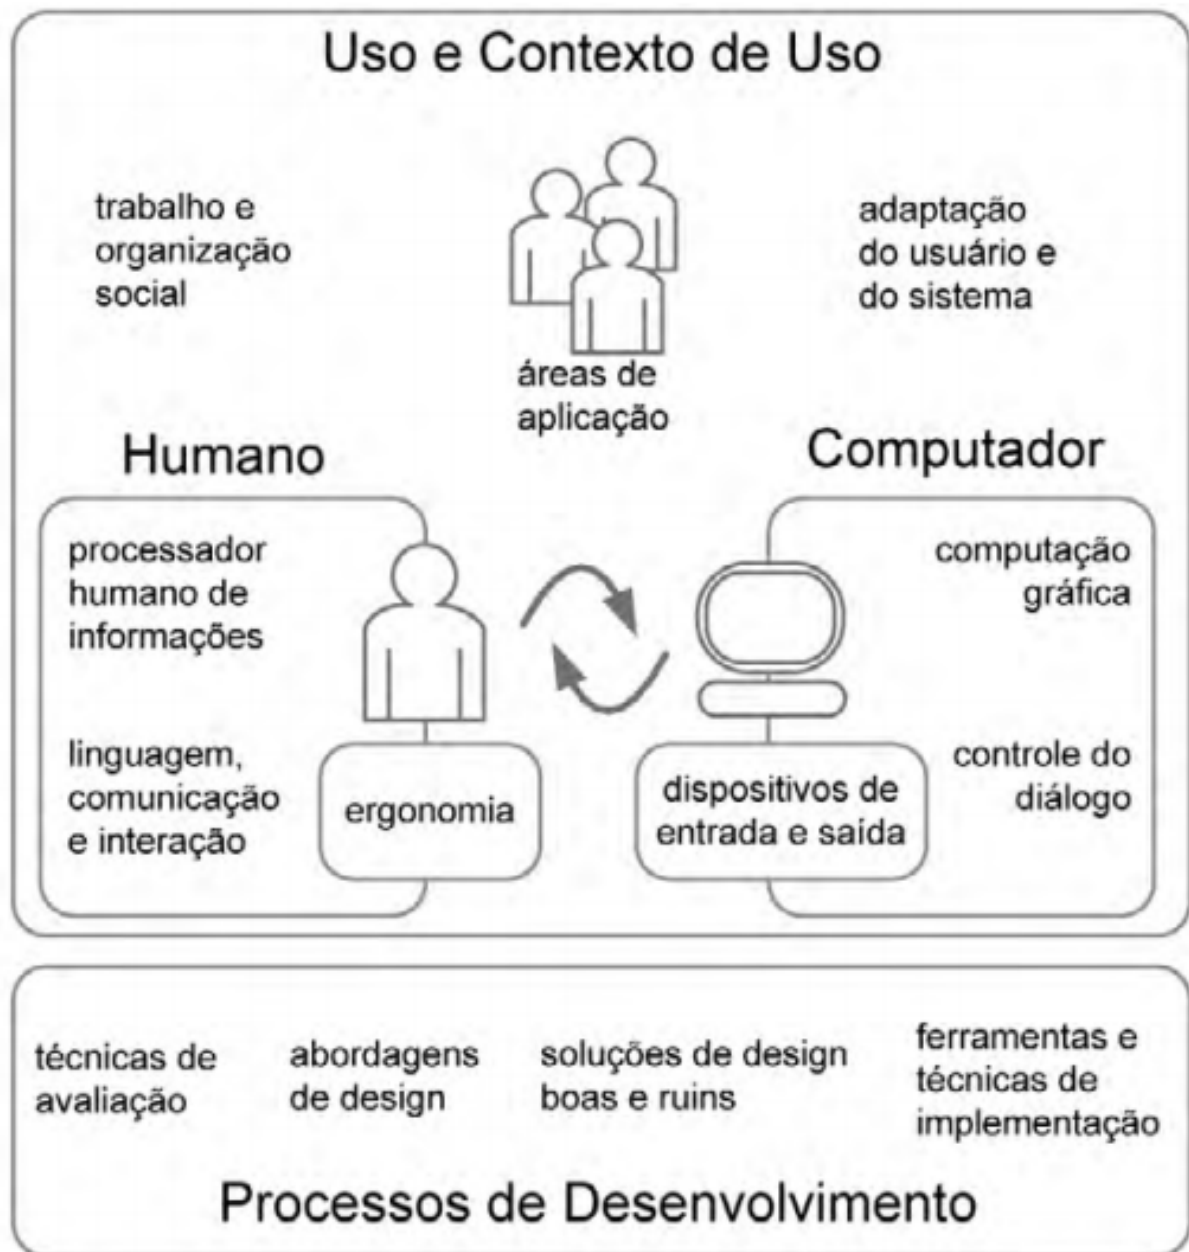 Uso e Contexto de Uso
trabalho e
organização
social
áreas de
aplicação
adaptação
do usuário e
do sistema
Humano
processador
humano de
informações
linguagem,
comunicação
e interação
ergonomia
Computador
computação
gráfica
controle do
diálogo
dispositivos de
entrada e saída
técnicas de
avaliação
abordagens
de design
soluções de design
boas e ruins
ferramentas e
técnicas de
implementação
Processos de Desenvolvimento